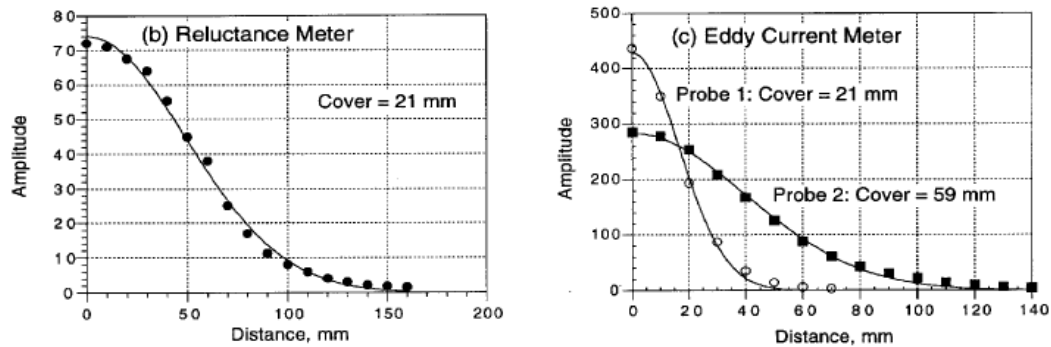 (b) Reluctance Meter
Cover = 21 mm
Amplitude
80
70
60
50
40
30
20
10
0
0 50 100 150 200
Distance, mm
(c) Eddy Current Meter
Probe 1: Cover = 21 mm
Probe 2: Cover = 59 mm
Amplitude
500
400
300
200
100
0
0 20 40 60 80 100 120 140
Distance, mm